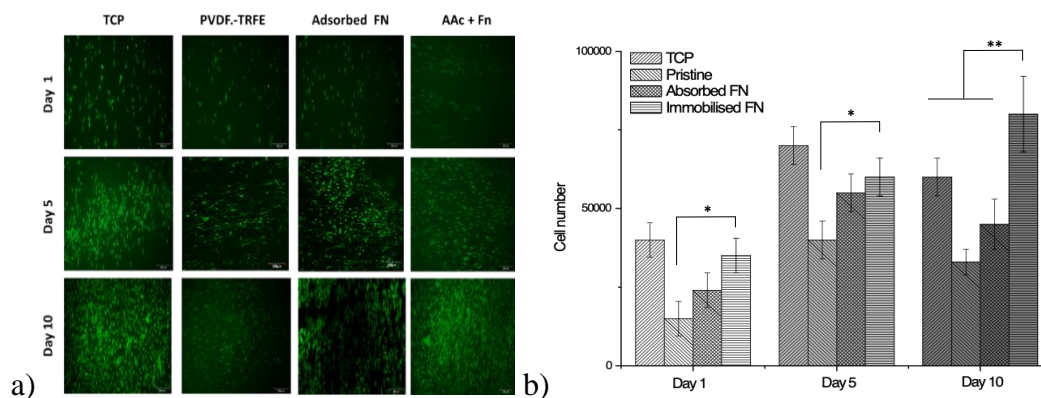 TCP PVDF.-TRFE Adsorbed FN AAc + Fn
Day 1
Day 5
Day 10
a)
100000
50000
0
Cell number
TCP
Pristine
Absorbed FN
Immobilised FN
*
*
**
Day 1 Day 5 Day 10
b)